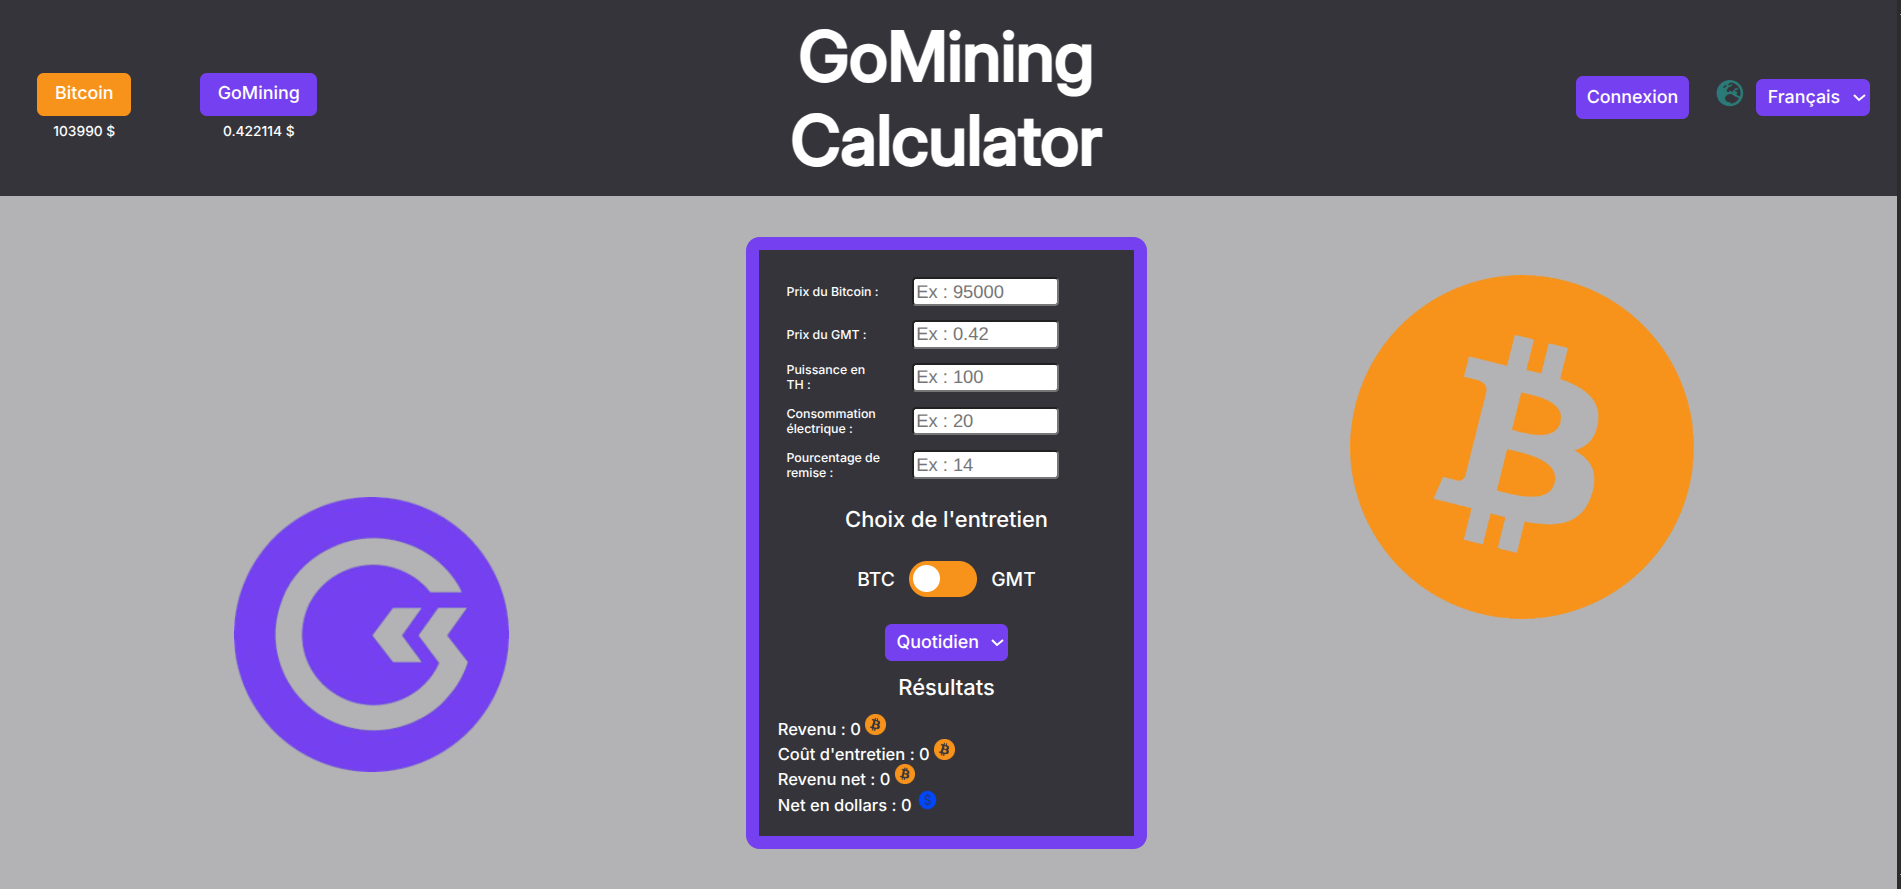 GoMining
Calculator
Bitcoin
103990 $
GoMining
0.422114 $
Connexion
Français
Prix du Bitcoin :
Ex : 95000
Prix du GMT :
Ex : 0.42
Puissance en
TH :
Ex : 100
Consommation
électrique :
Ex : 20
Pourcentage de
remise :
Ex : 14
Choix de l'entretien
BTC
GMT
Quotidien
Résultats
Revenu : 0
Coût d'entretien : 0
Revenu net : 0
Net en dollars : 0